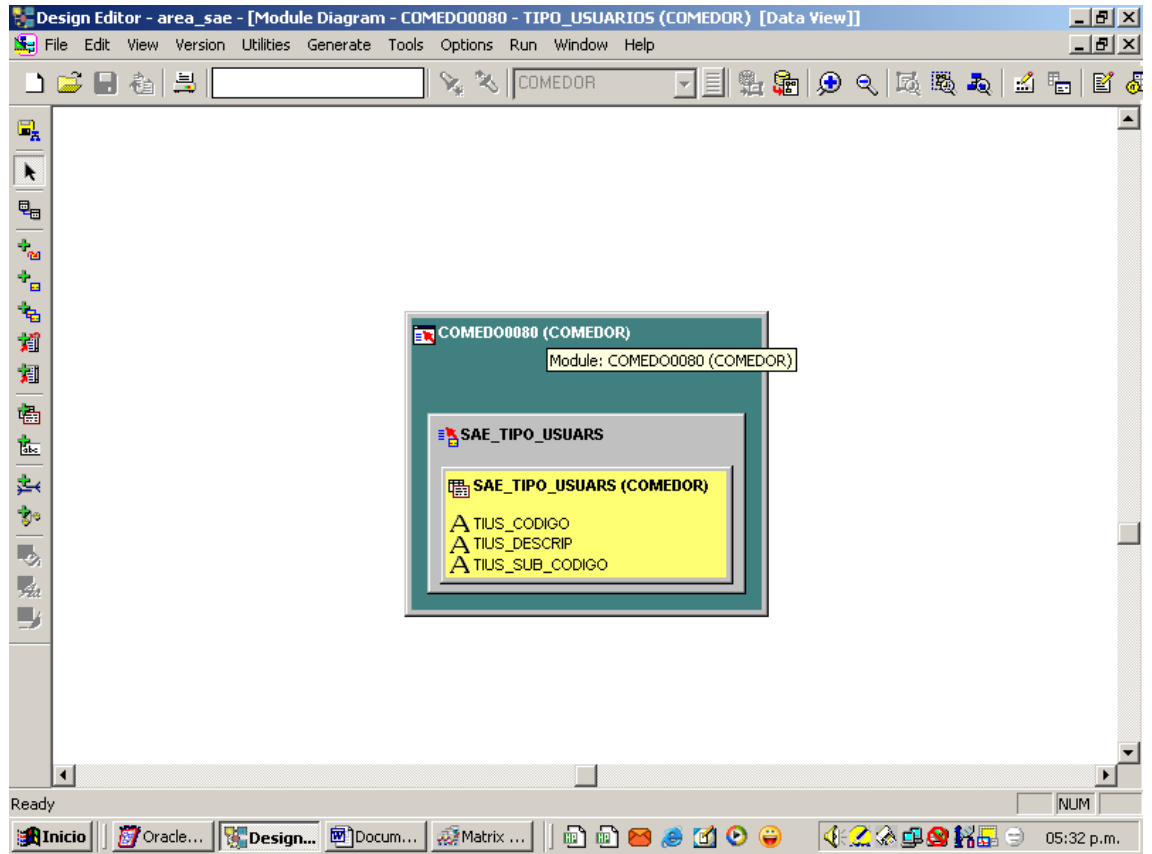 Design Editor - area_sae - [Module Diagram - COMEDO0080 - TIPO_USUARIOS (COMEDOR) [Data View]]
File Edit View Version Utilities Generate Tools Options Run Window Help
COMEDOR
COMEDO0080 (COMEDOR)
Module: COMEDO0080 (COMEDOR)
SAE_TIPO_USUARS
SAE_TIPO_USUARS (COMEDOR)
A TIUS_CODIGO
A TIUS_DESCRIP
A TIUS_SUB_CODIGO
Ready
NUM
Inicio Oracle... Design... Docum... Matrix ... 05:32 p.m.